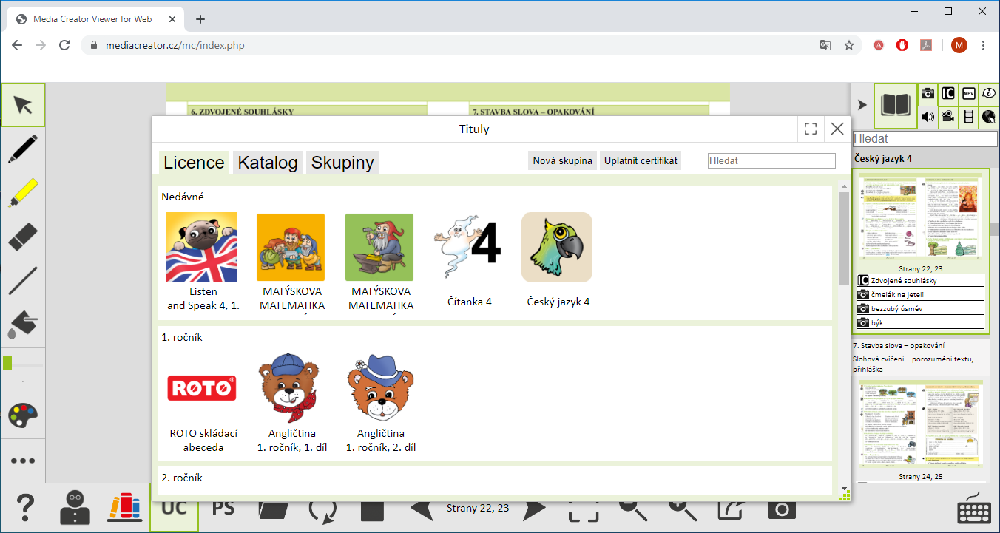 Media Creator Viewer for Web
mediacreator.cz/mc/index.php
A
M
6. ZDVOJENÉ SOUHLÁSKY
7. STAVBA SLOVA – OPAKOVÁNÍ
Tituly
Licence Katalog Skupiny
Nová skupina Uplatnit certifikát Hledat
Nedávné
4
Listen
and Speak 4, 1.
MATÝSKOVA
MATEMATIKA
MATÝSKOVA
MATEMATIKA
Čítanka 4
Český jazyk 4
1. ročník
ROTO®
ROTO skládací
abeceda
Angličtina
1. ročník, 1. díl
Angličtina
1. ročník, 2. díl
2. ročník
IC MPV i
Hledat
Český jazyk 4
Strany 22, 23
IC Zdvojené souhlásky
čmelák na jeteli
bezzubý úsměv
býk
7. Stavba slova – opakování
Slohová cvičení – porozumění textu,
přihláška
Strany 24, 25
? UC PS Strany 22, 23